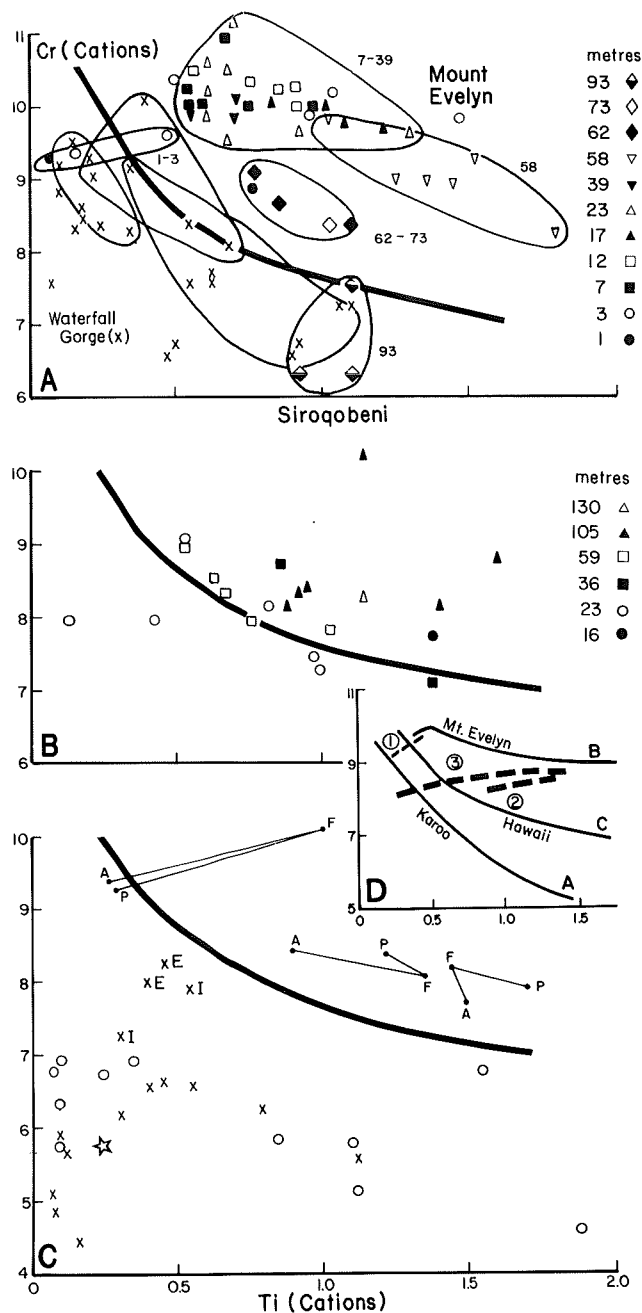 11
Cr (Cations)
10
9
8
7
6
7-39
Mount
Evelyn
1-3
58
62-73
93
Waterfall
Gorge (x)
A
metres
93
73
62
58
39
23
17
12
7
3
1
Siroqobeni
10
9
8
7
6
B
metres
130
105
59
36
23
16
11
9
7
5
1
3
2
Mt. Evelyn
B
Hawaii
C
Karoo
A
D
0.5
1.0
1.5
10
9
8
7
6
5
4
F
A
P
A
P
F
F
P
A
E
E
I
I
C
0
0.5
1.0
1.5
2.0
Ti (Cations)